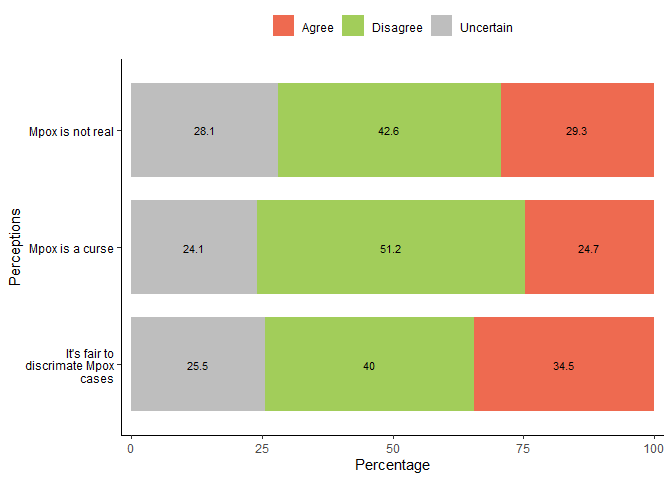 Agree Disagree Uncertain
Mpox is not real
28.1 42.6 29.3
Mpox is a curse
24.1 51.2 24.7
It's fair to
discrimate Mpox
cases
25.5 40 34.5
Perceptions
0 25 50 75 100
Percentage